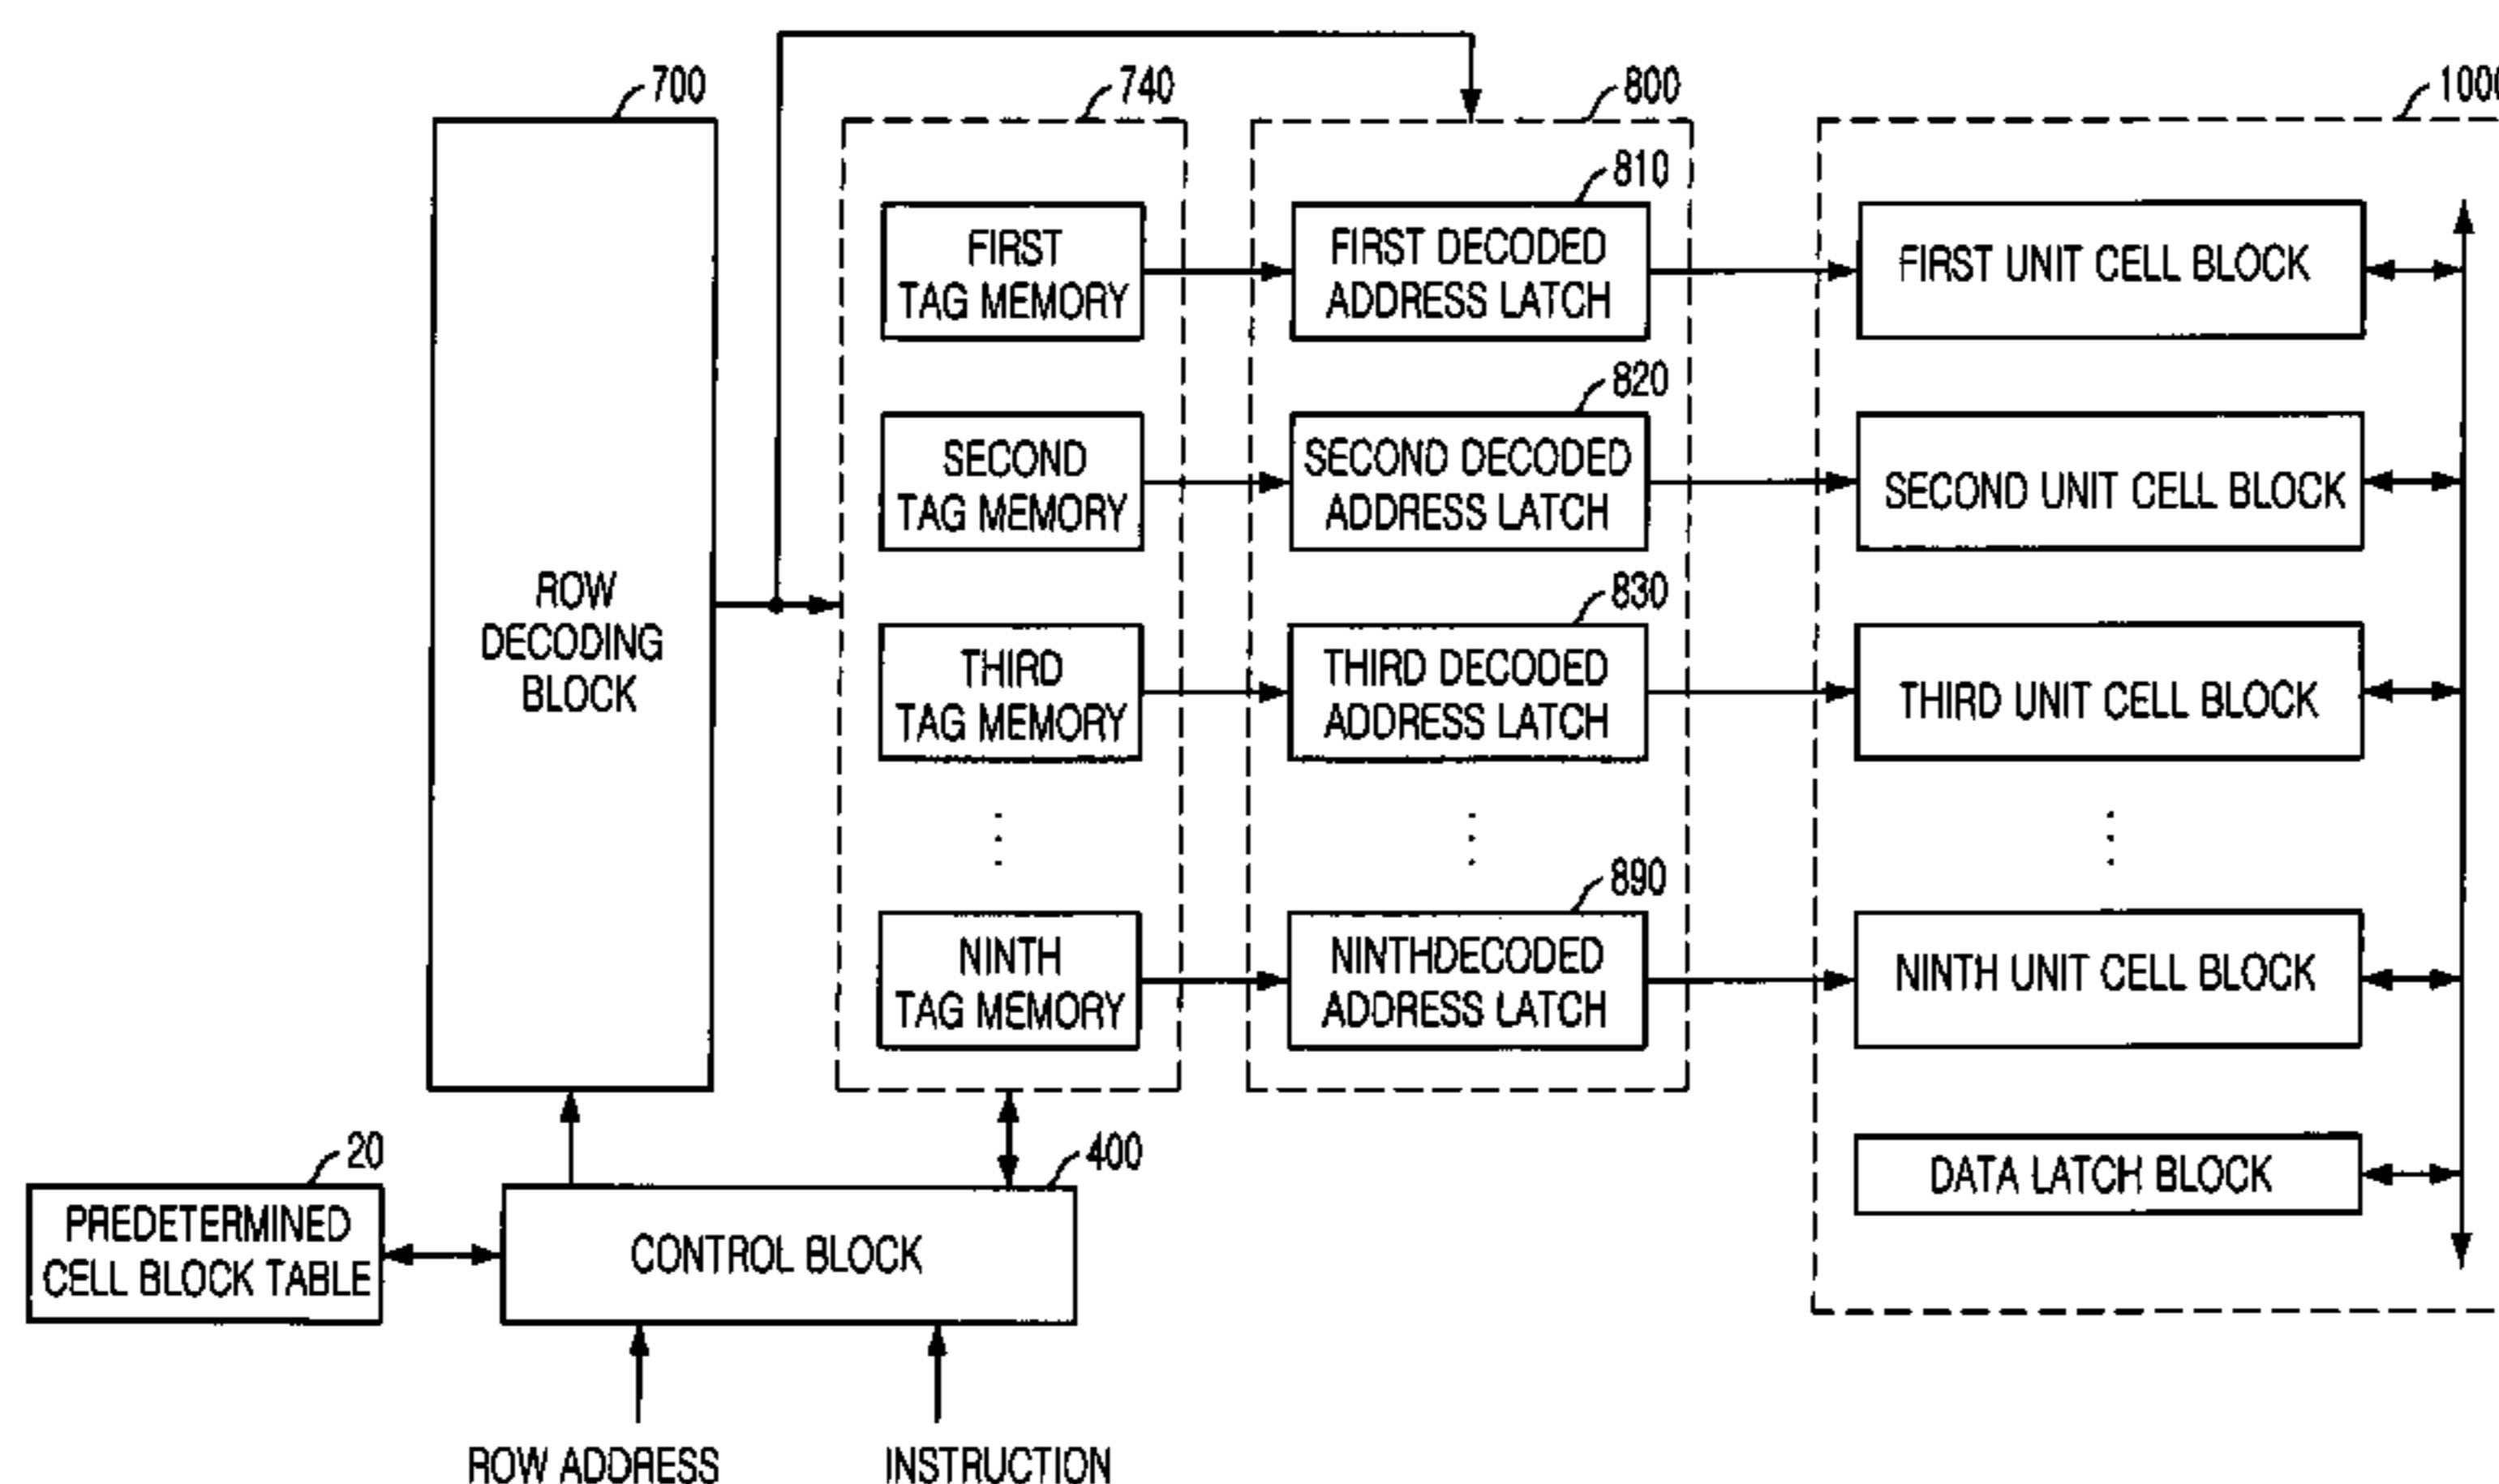 700
740
800
1000
810
FIRST
TAG MEMORY
FIRST DECODED
ADDRESS LATCH
FIRST UNIT CELL BLOCK
820
SECOND
TAG MEMORY
SECOND DECODED
ADDRESS LATCH
SECOND UNIT CELL BLOCK
ROW
DECODING
BLOCK
830
THIRD
TAG MEMORY
THIRD DECODED
ADDRESS LATCH
THIRD UNIT CELL BLOCK
890
NINTH
TAG MEMORY
NINTHDECODED
ADDRESS LATCH
NINTH UNIT CELL BLOCK
DATA LATCH BLOCK
20
400
PREDETERMINED
CELL BLOCK TABLE
CONTROL BLOCK
ROW ADDRESS
INSTRUCTION